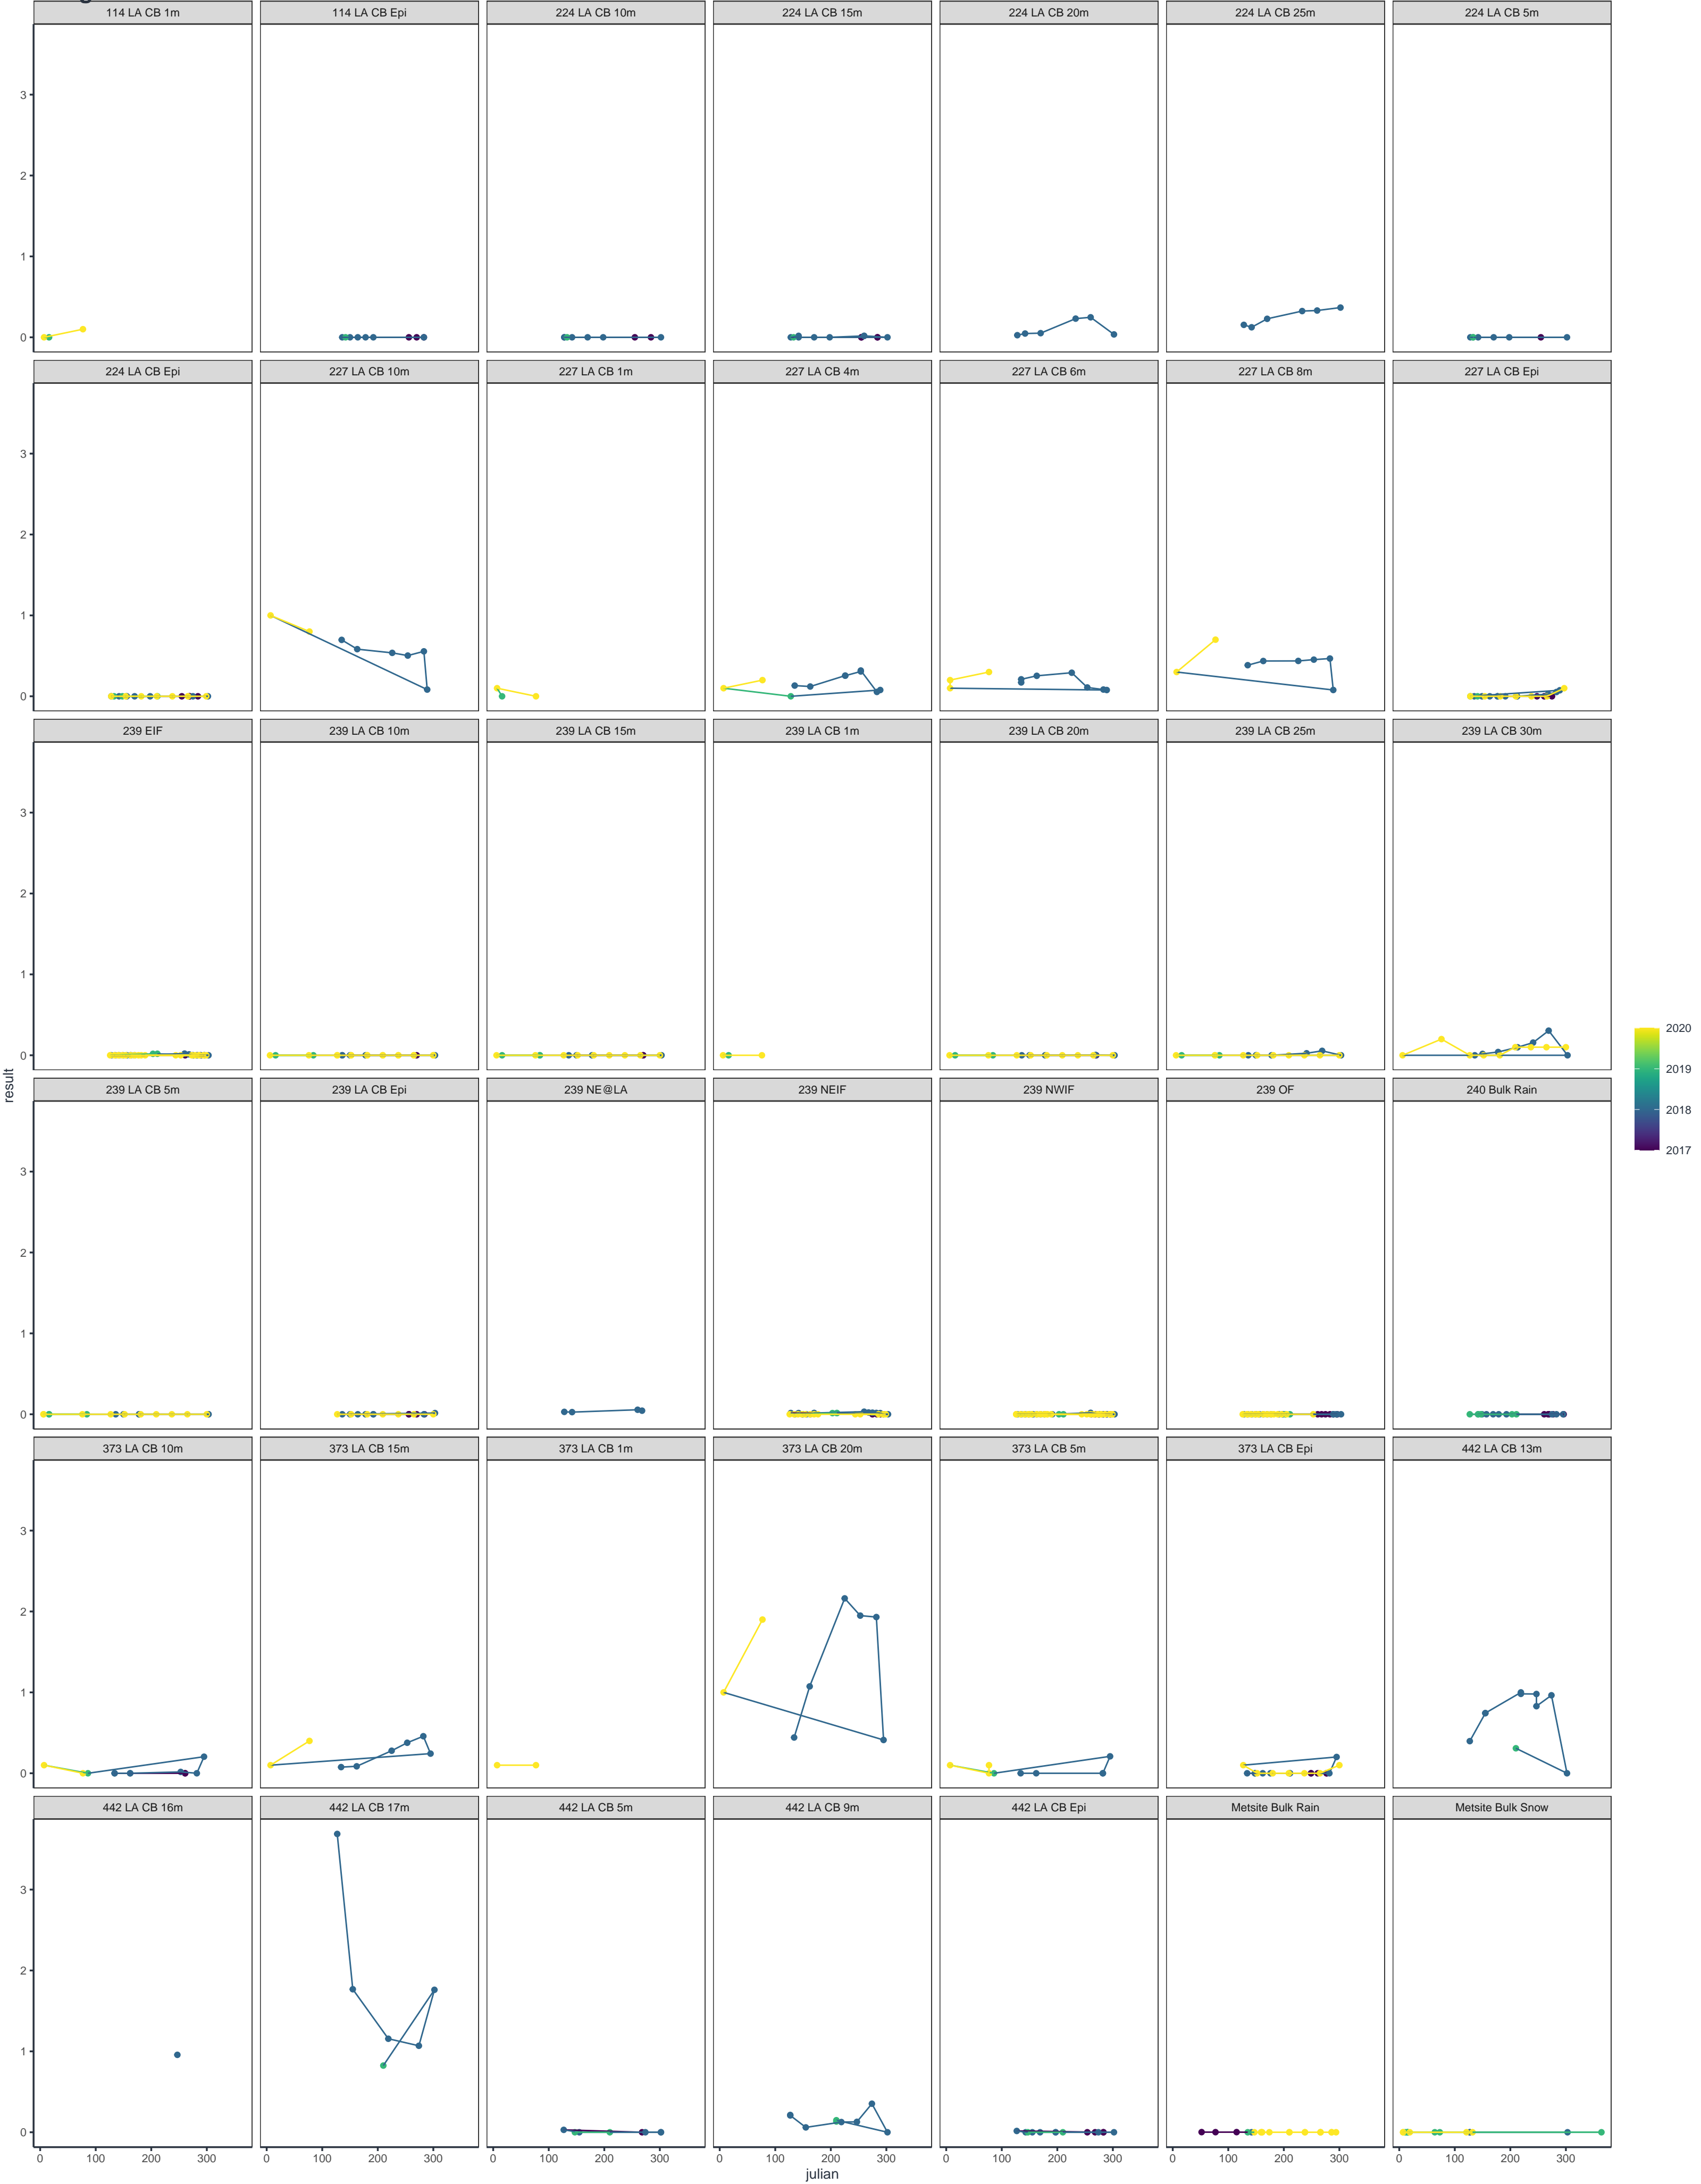 114 LA CB 1m
114 LA CB Epi
224 LA CB 10m
224 LA CB 15m
224 LA CB 20m
224 LA CB 25m
224 LA CB 5m
3
2
1
0
224 LA CB Epi
227 LA CB 10m
227 LA CB 1m
227 LA CB 4m
227 LA CB 6m
227 LA CB 8m
227 LA CB Epi
3
2
1
0
239 EIF
239 LA CB 10m
239 LA CB 15m
239 LA CB 1m
239 LA CB 20m
239 LA CB 25m
239 LA CB 30m
3
2
1
0
result
239 LA CB 5m
239 LA CB Epi
239 NE@LA
239 NEIF
239 NWIF
239 OF
240 Bulk Rain
3
2
1
0
2020
2019
2018
2017
373 LA CB 10m
373 LA CB 15m
373 LA CB 1m
373 LA CB 20m
373 LA CB 5m
373 LA CB Epi
442 LA CB 13m
3
2
1
0
442 LA CB 16m
442 LA CB 17m
442 LA CB 5m
442 LA CB 9m
442 LA CB Epi
Metsite Bulk Rain
Metsite Bulk Snow
3
2
1
0
0 100 200 300
0 100 200 300
0 100 200 300
0 100 200 300
0 100 200 300
0 100 200 300
0 100 200 300
julian